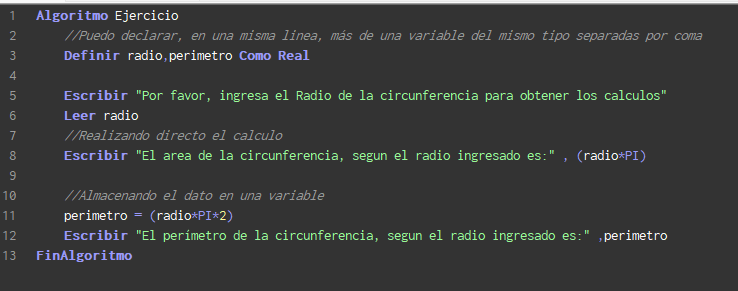 1 Algoritmo Ejercicio
2 //Puedo declarar, en una misma linea, más de una variable del mismo tipo separadas por coma
3 Definir radio,perimetro Como Real
4
5 Escribir "Por favor, ingresa el Radio de la circunferencia para obtener los calculos"
6 Leer radio
7 //Realizando directo el calculo
8 Escribir "El area de la circunferencia, segun el radio ingresado es:" , (radio*PI)
9
10 //Almacenando el dato en una variable
11 perimetro = (radio*PI*2)
12 Escribir "El perímetro de la circunferencia, segun el radio ingresado es:" ,perimetro
13 FinAlgoritmo